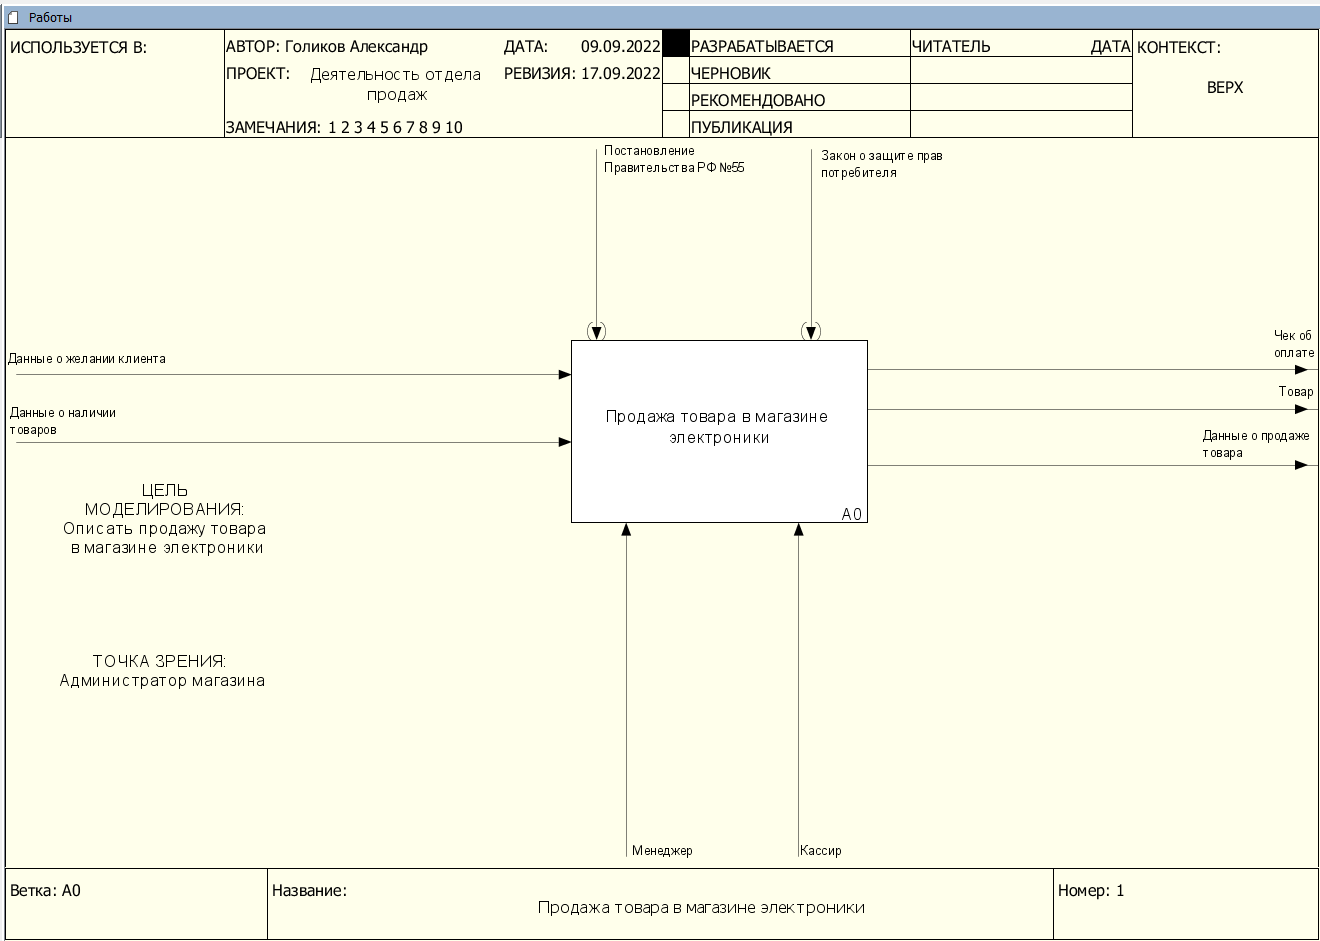 Работы
ИСПОЛЬЗУЕТСЯ В:
АВТОР: Голиков Александр
ДАТА: 09.09.2022
РАЗРАБАТЫВАЕТСЯ
ЧИТАТЕЛЬ
ДАТА
КОНТЕКСТ:
ПРОЕКТ: Деятельность отдела
продаж
РЕВИЗИЯ: 17.09.2022
ЧЕРНОВИК
ВЕРХ
РЕКОМЕНДОВАНО
ЗАМЕЧАНИЯ: 1 2 3 4 5 6 7 8 9 10
ПУБЛИКАЦИЯ
Постановление
Правительства РФ №55
Закон о защите прав
потребителя
Данные о желании клиента
Данные о наличии
товаров
Продажа товара в магазине
электроники
A0
Чек об
оплате
Товар
Данные о продаже
товара
ЦЕЛЬ
МОДЕЛИРОВАНИЯ:
Описать продажу товара
в магазине электроники
ТОЧКА ЗРЕНИЯ:
Администратор магазина
Менеджер
Кассир
Ветка: A0
Название:
Продажа товара в магазине электроники
Номер: 1